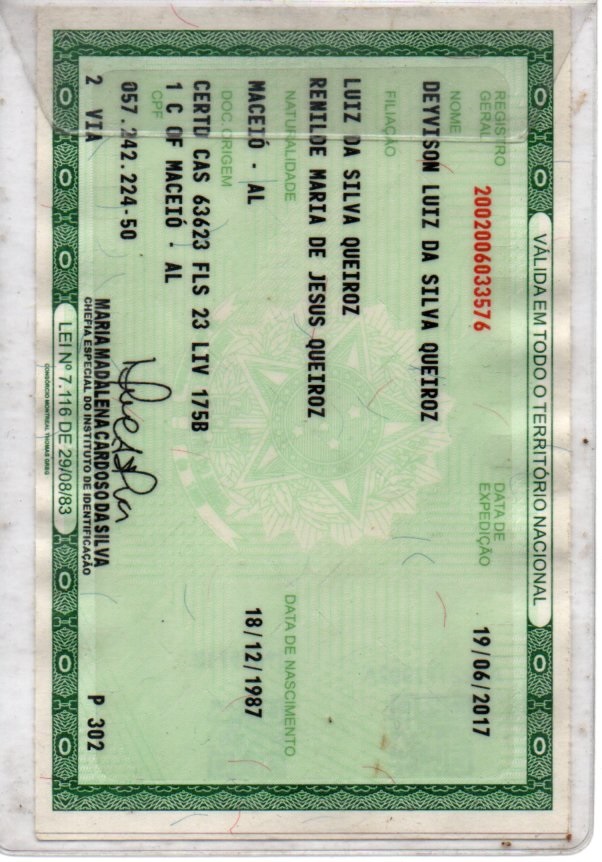 VÁLIDA EM TODO O TERRITÓRIO NACIONAL
REGISTRO GERAL 2002006033576 DATA DE EXPEDIÇÃO 19/06/2017
NOME
DEYVISON LUIZ DA SILVA QUEIROZ
FILIAÇÃO
LUIZ DA SILVA QUEIROZ
RENILDE MARIA DE JESUS QUEIROZ
NATURALIDADE DATA DE NASCIMENTO
MACEIÓ - AL 18/12/1987
DOC. ORIGEM
CERTD CAS 63623 FLS 23 LIV 175B
1 C OF MACEIÓ - AL
CPF
057.242.224-50
2 VIA P 302
MARIA MADALENA CARDOSO DA SILVA
CHEFIA ESPECIAL DO INSTITUTO DE IDENTIFICAÇÃO
LEI Nº 7.116 DE 29/08/83